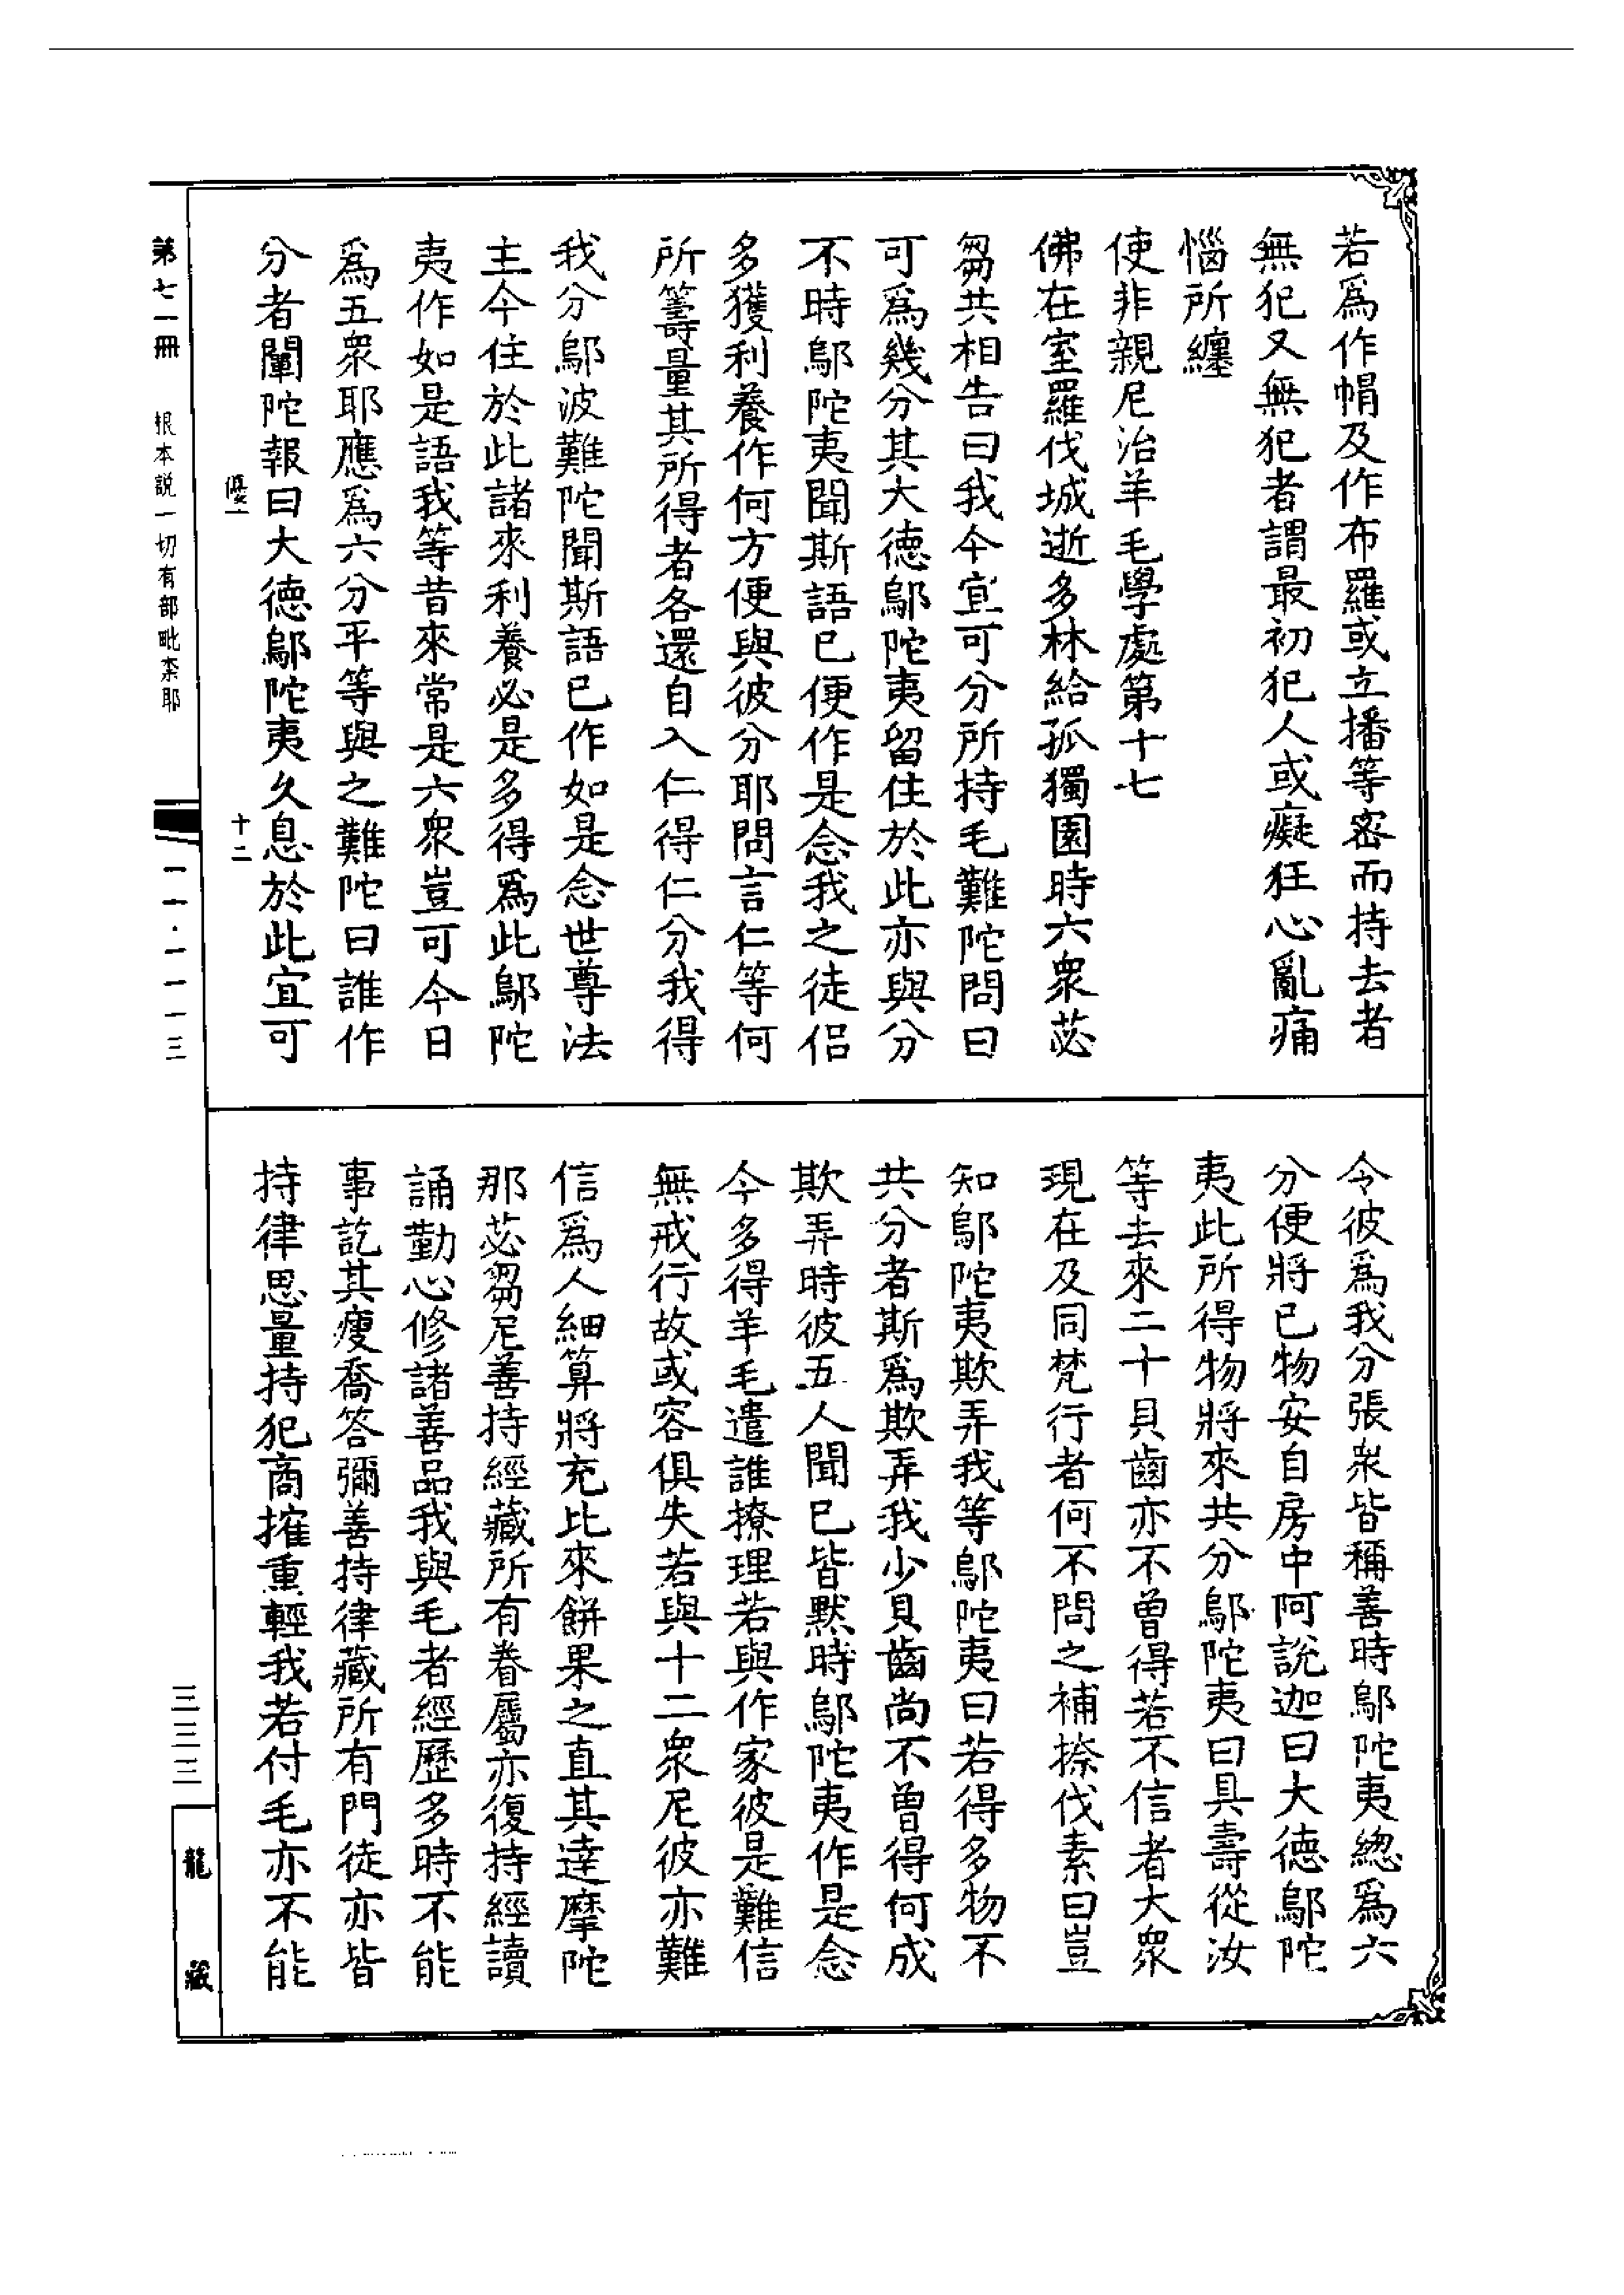 若爲作帽及作布羅或立播等密而持去者
無犯又無犯者謂最初犯人或癡狂心亂痛
惱所纏
使非親尼治羊毛學處第十七
佛在室羅伐城逝多林給孤獨園時六衆苾
芻共相告曰我今宜可分所持毛難陀問曰
可爲幾分其大德鄔陀夷留住於此亦與分
不時鄔陀夷聞斯語已便作是念我之徒侶
多獲利養作何方便與彼分耶問言仁等何
所籌量其所得者各還自入仁得仁分我得
我分鄔波難陀聞斯語已作如是念世尊法
主今住於此諸來利養必是多得爲此鄔陀
夷作如是語我等昔來常是六衆豈可今日
爲五衆耶應爲六分平等與之難陀曰誰作
分者闡陀報曰大德鄔陀夷久息於此宜可
令彼爲我分張衆皆稱善時鄔陀夷總爲六
分便將已物安自房中阿說迦曰大德鄔陀
夷此所得物將來共分鄔陀夷曰具壽從汝
等去來二十貝齒亦不曾得若不信者大衆
現在及同梵行者何不問之補捺伐素曰豈
知鄔陀夷欺弄我等鄔陀夷曰若得多物不
共分者斯爲欺弄我少貝齒尚不曾得何成
欺弄時彼五人聞已皆默時鄔陀夷作是念
今多得羊毛遣誰撩理若與作家彼是難信
無戒行故或容俱失若與十二衆尼彼亦難
信爲人細算將充比來餅果之直其達摩陀
那苾芻尼善持經藏所有眷屬亦復持經讀
誦勤心修諸善品我與毛者經歷多時不能
事訖其瘦喬答彌善持律藏所有門徒亦皆
持律思量持犯商搉重輕我若付毛亦不能
第七一冊 根本説一切有部毗柰耶 一一·一一一三
十二
三三三
龍藏